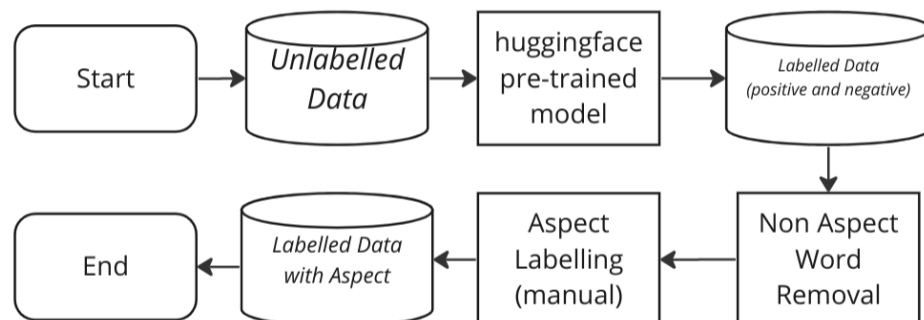 Start
Unlabelled
Data
huggingface
pre-trained
model
Labelled Data
(positive and negative)
Non Aspect
Word
Removal
Aspect
Labelling
(manual)
Labelled Data
with Aspect
End